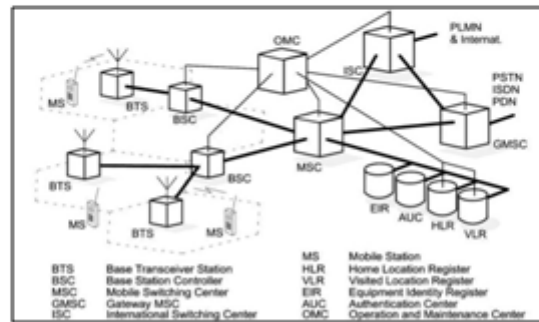 OMC
PLMN
& Internat.
ISC
PSTN
ISDN
PDN
GMSC
MS
BTS
BSC
MSC
BTS
BSC
MS
BTS
MS
EIR
AUC
HLR
VLR
MS Mobile Station
BTS Base Transceiver Station HLR Home Location Register
BSC Base Station Controller VLR Visited Location Register
MSC Mobile Switching Center EIR Equipment Identity Register
GMSC Gateway MSC AUC Authentication Center
ISC International Switching Center OMC Operation and Maintenance Center